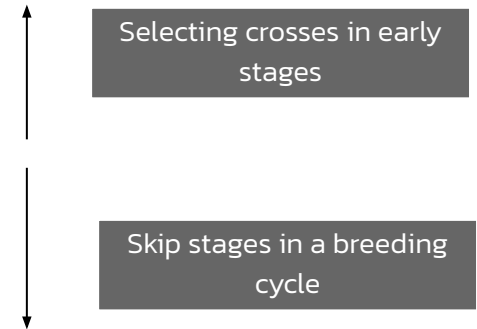 Selecting crosses in early
stages
Skip stages in a breeding
cycle